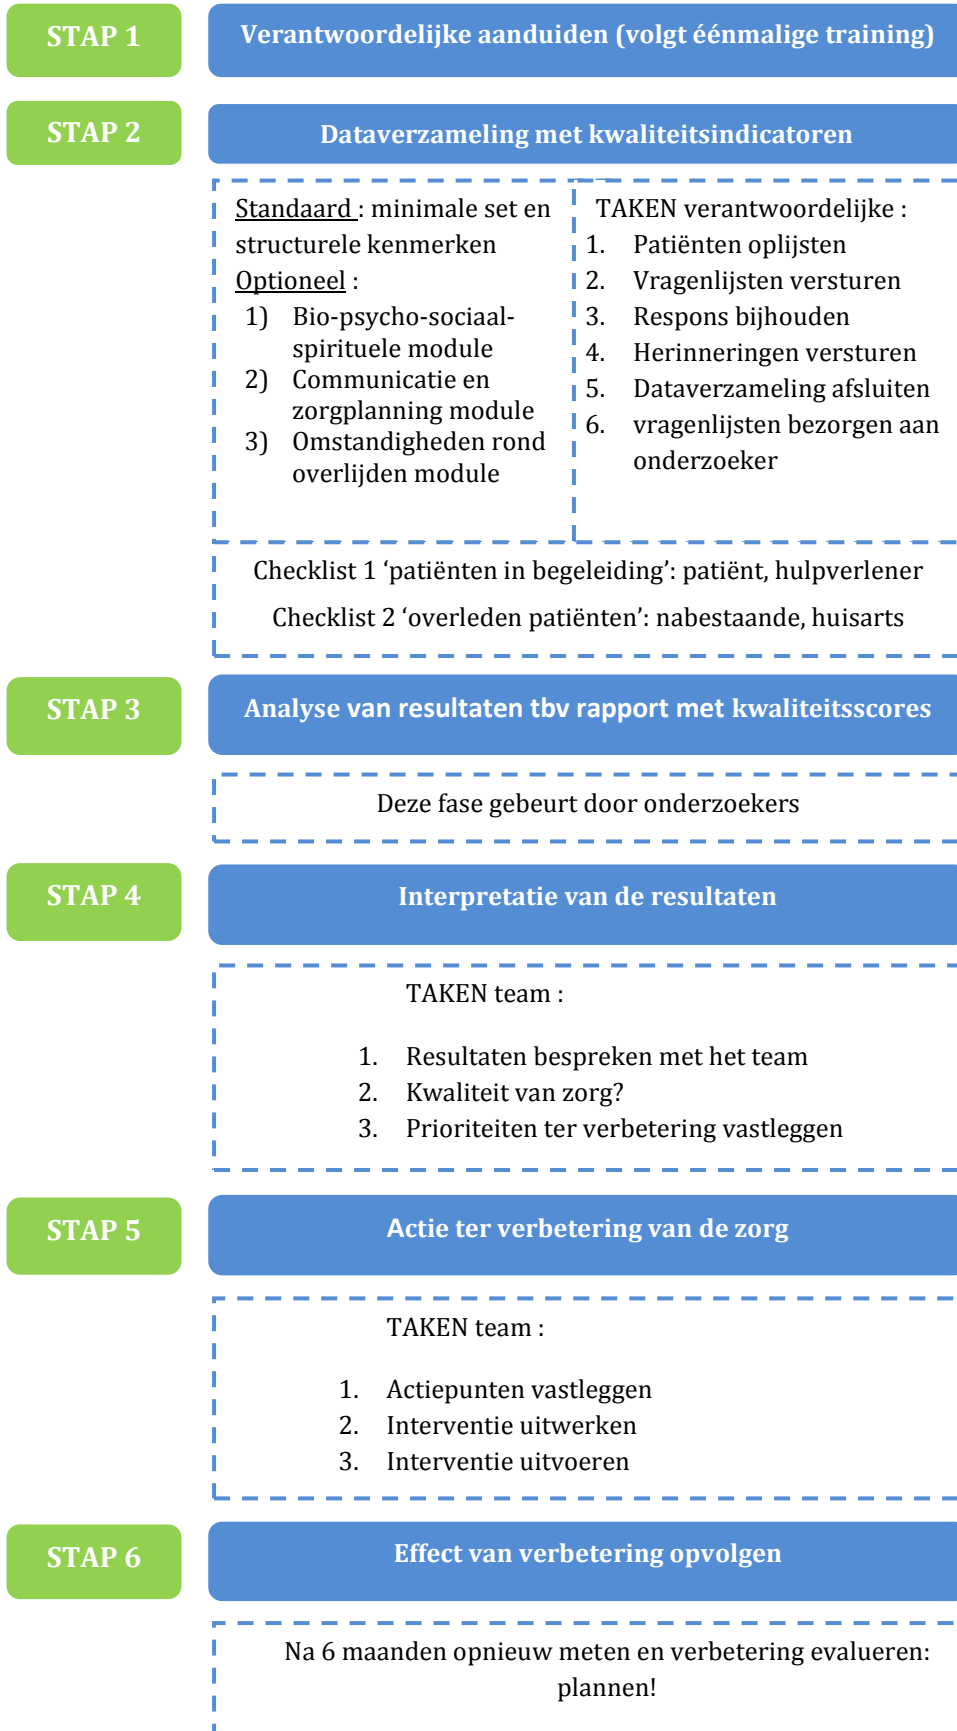 STAP 1
Verantwoordelijke aanduiden (volgt éénmalige training)
STAP 2
Dataverzameling met kwaliteitsindicatoren
Standaard : minimale set en
structurele kenmerken
Optioneel :
1) Bio-psycho-sociaal-
spirituele module
2) Communicatie en
zorgplanning module
3) Omstandigheden rond
overlijden module
TAKEN verantwoordelijke :
1. Patiënten oplijsten
2. Vragenlijsten versturen
3. Respons bijhouden
4. Herinneringen versturen
5. Dataverzameling afsluiten
6. vragenlijsten bezorgen aan
onderzoeker
Checklist 1 ‘patiënten in begeleiding’: patiënt, hulpverlener
Checklist 2 ‘overleden patiënten’: nabestaande, huisarts
STAP 3
Analyse van resultaten tbv rapport met kwaliteitsscores
Deze fase gebeurt door onderzoekers
STAP 4
Interpretatie van de resultaten
TAKEN team :
1. Resultaten bespreken met het team
2. Kwaliteit van zorg?
3. Prioriteiten ter verbetering vastleggen
STAP 5
Actie ter verbetering van de zorg
TAKEN team :
1. Actiepunten vastleggen
2. Interventie uitwerken
3. Interventie uitvoeren
STAP 6
Effect van verbetering opvolgen
Na 6 maanden opnieuw meten en verbetering evalueren:
plannen!